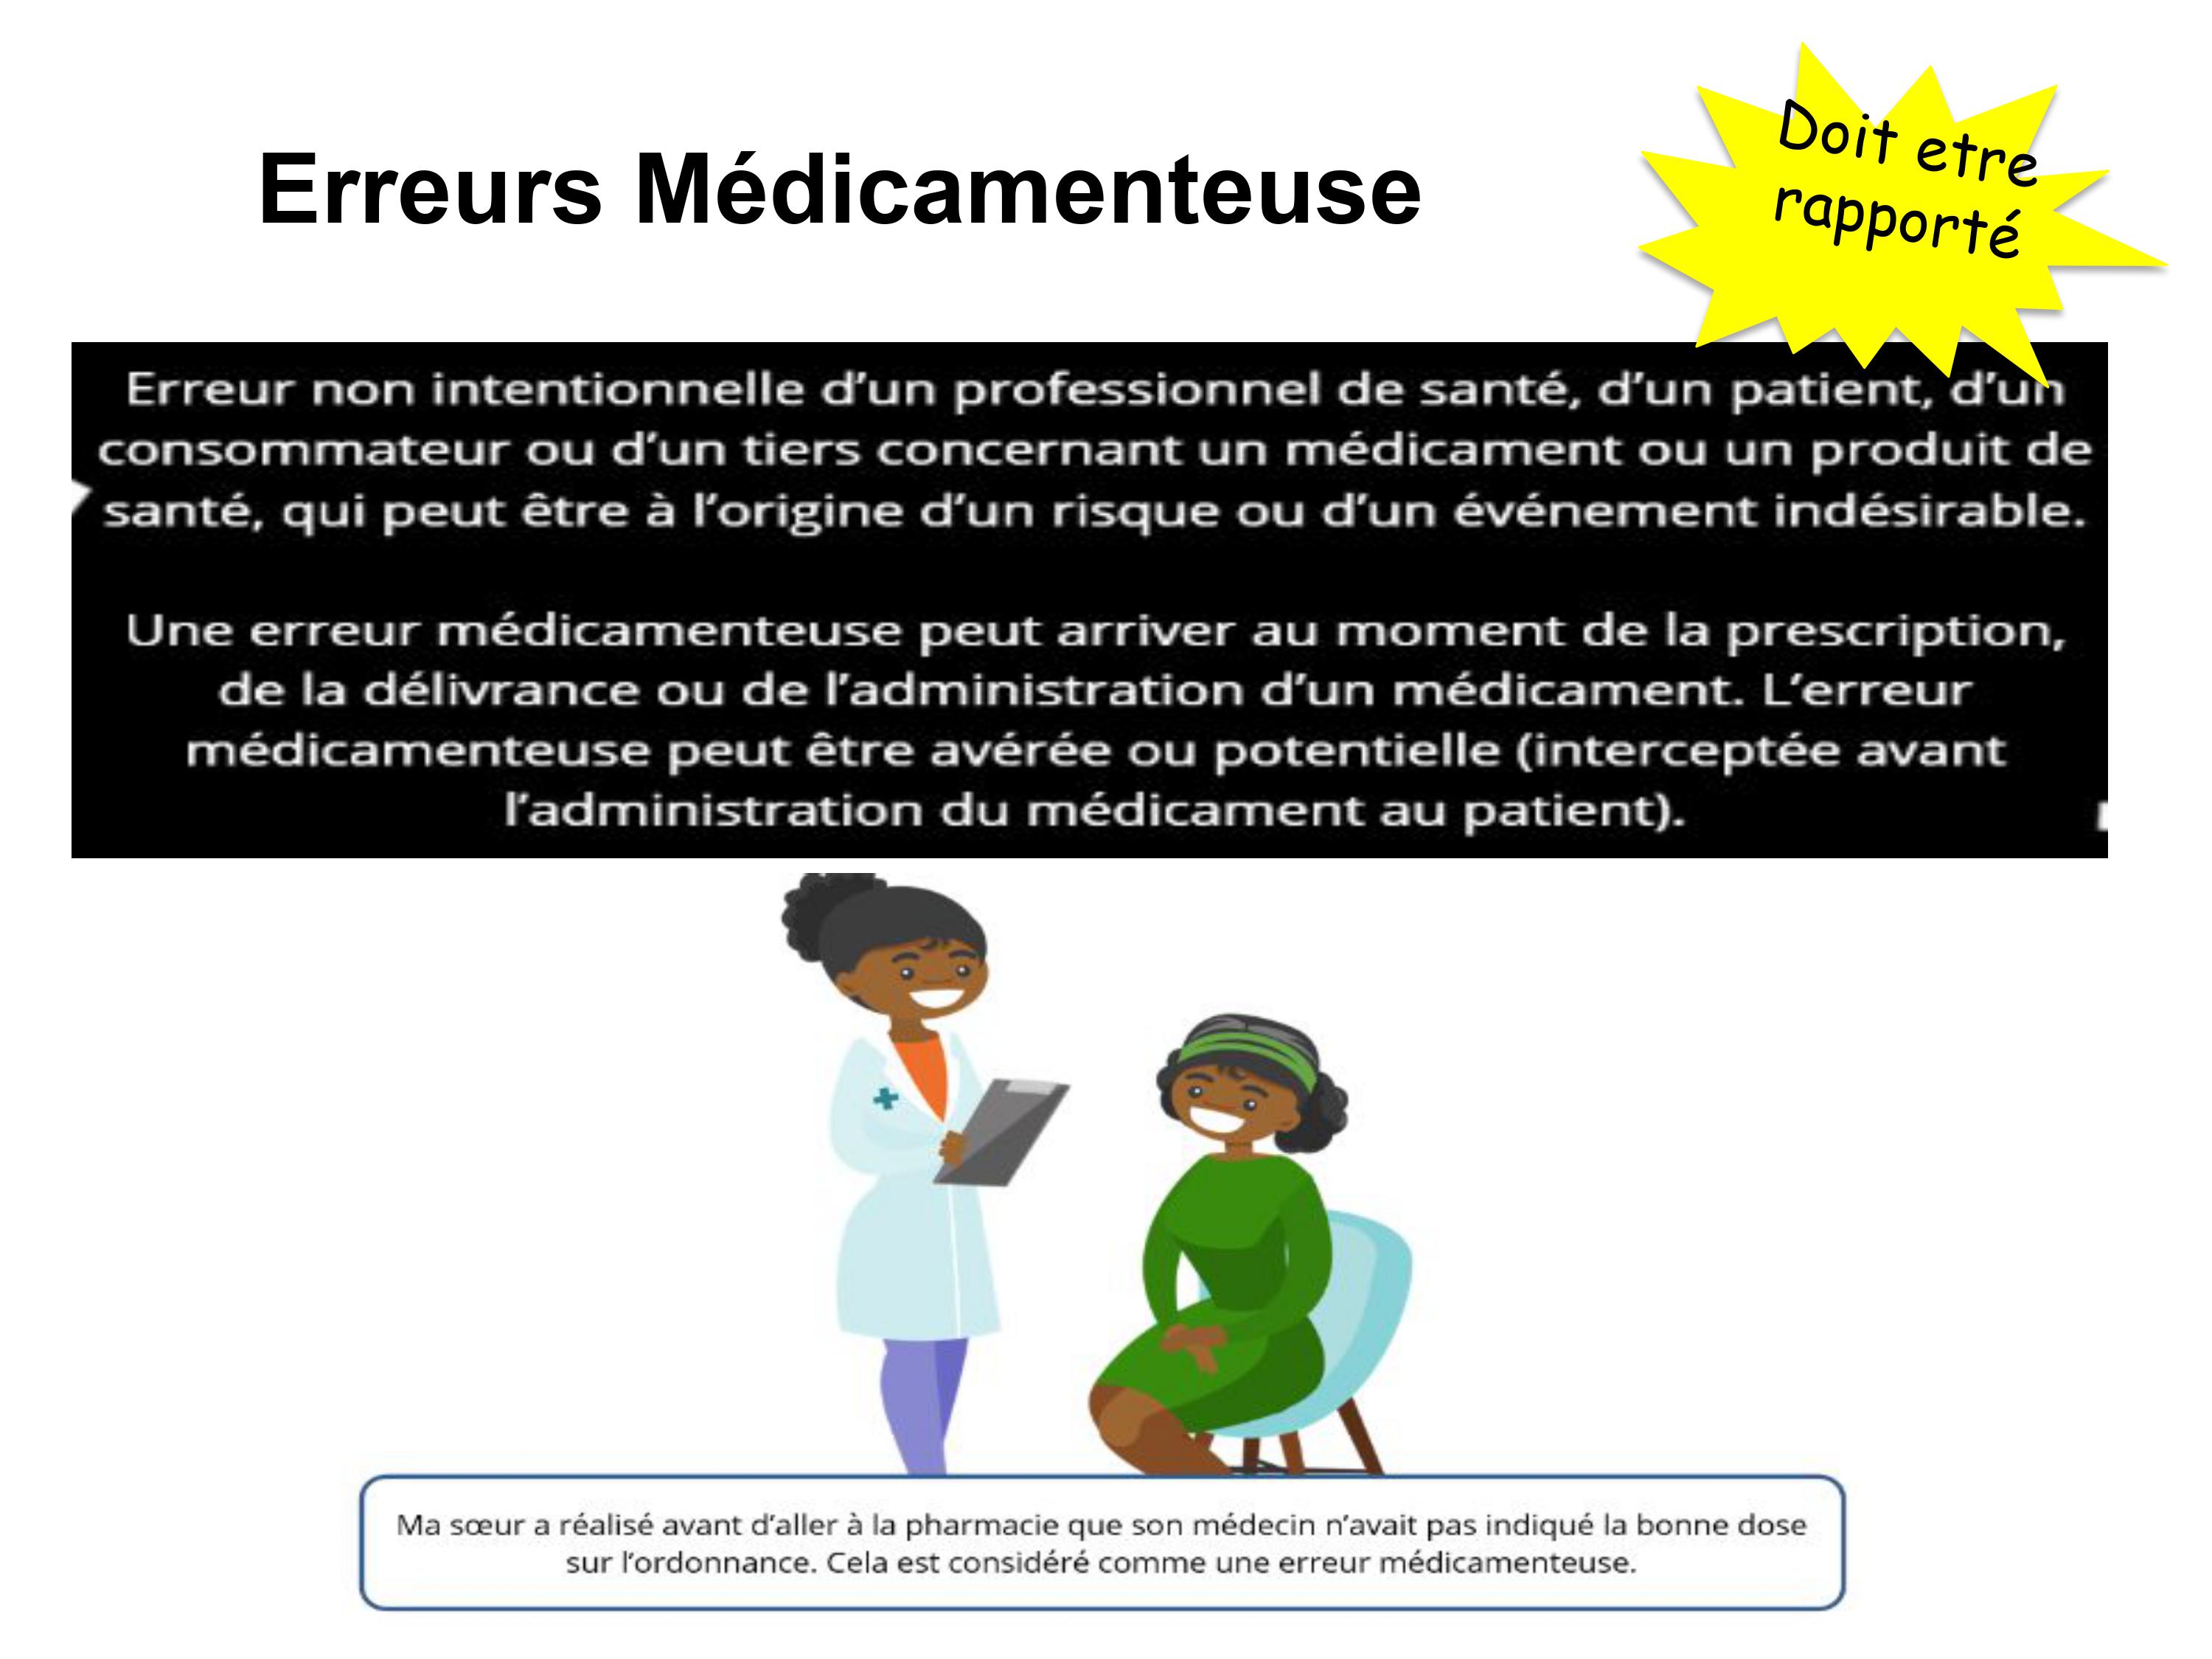 Erreurs Médicamenteuse
Doit etre
rapporté
Erreur non intentionnelle d’un professionnel de santé, d’un patient, d’un
consommateur ou d’un tiers concernant un médicament ou un produit de
santé, qui peut être à l’origine d’un risque ou d’un événement indésirable.
Une erreur médicamenteuse peut arriver au moment de la prescription,
de la délivrance ou de l’administration d’un médicament. L’erreur
médicamenteuse peut être avérée ou potentielle (interceptée avant
l’administration du médicament au patient).
Ma sœur a réalisé avant d’aller à la pharmacie que son médecin n’avait pas indiqué la bonne dose
sur l’ordonnance. Cela est considéré comme une erreur médicamenteuse.